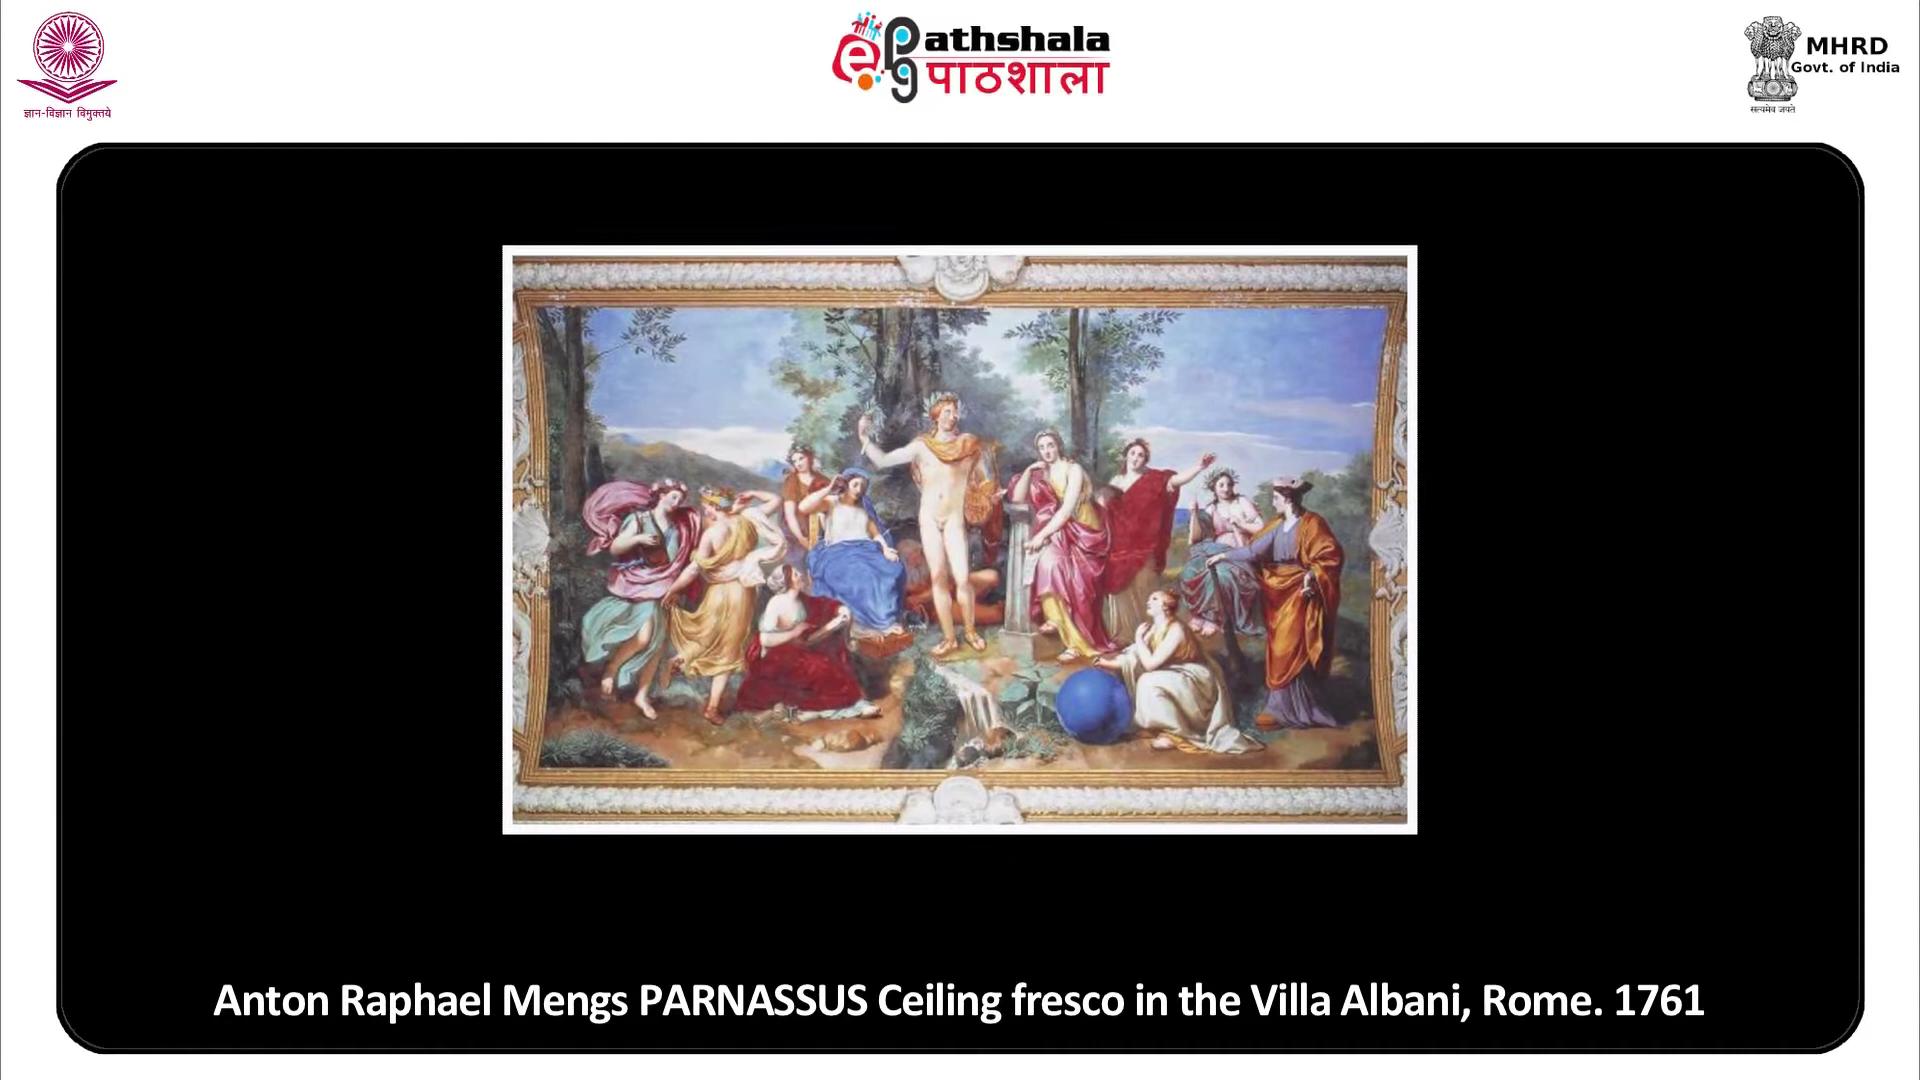 ज्ञान-विज्ञान विमुक्तये
e
PG
athshala
पाठशाला
MHRD
Govt. of India
सत्यमेव जयते
Anton Raphael Mengs PARNASSUS Ceiling fresco in the Villa Albani, Rome. 1761